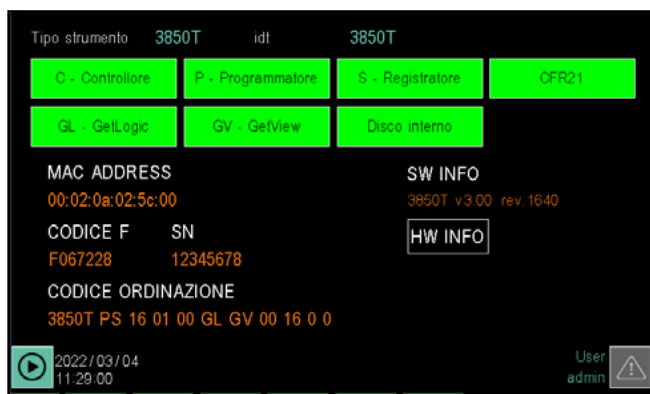 Tipo strumento 3850T idt 3850T
C - Controllore P - Programmatore S - Registratore CFR21
GL - GetLogic GV - GetView Disco interno
MAC ADDRESS SW INFO
00:02:0a:02:5c:00 3850T v3.00 rev.1640
CODICE F SN HW INFO
F067228 12345678
CODICE ORDINAZIONE
3850T PS 16 01 00 GL GV 00 16 0 0
2022/03/04 User
11:29:00 admin